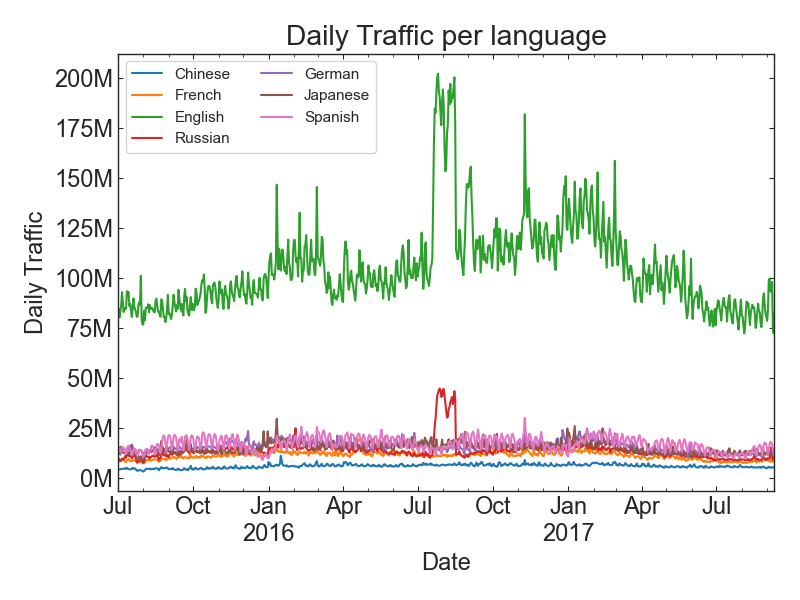 Daily Traffic per language
Daily Traffic
200M
175M
150M
125M
100M
75M
50M
25M
0M
Chinese
French
English
Russian
German
Japanese
Spanish
Jul Oct Jan Apr Jul Oct Jan Apr Jul
2016 2017
Date